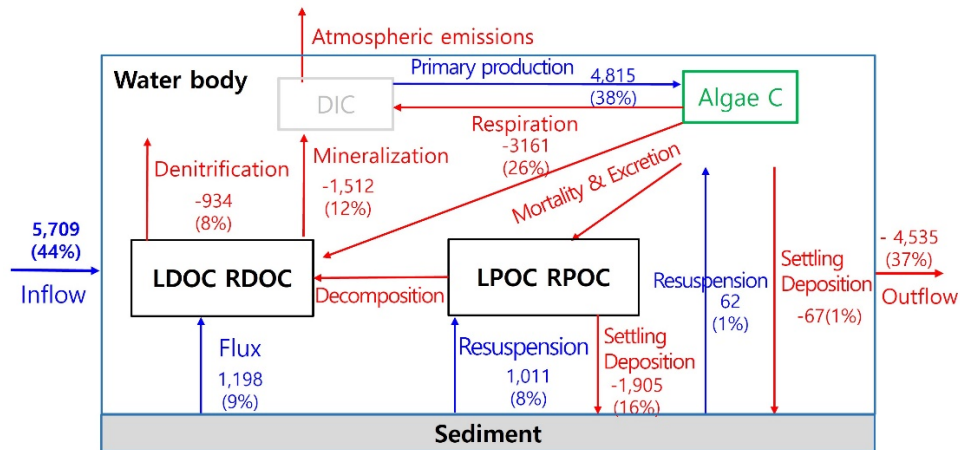 Atmospheric emissions
Water body
Primary production
4,815
(38%)
DIC
Algae C
Respiration
-3161
(26%)
Denitrification
-934
(8%)
Mineralization
-1,512
(12%)
Mortality & Excretion
5,709
(44%)
Inflow
LDOC RDOC
Decomposition
LPOC RPOC
Resuspension
62
(1%)
Settling
Deposition
-67(1%)
- 4,535
(37%)
Outflow
Flux
1,198
(9%)
Resuspension
1,011
(8%)
Settling
Deposition
-1,905
(16%)
Sediment